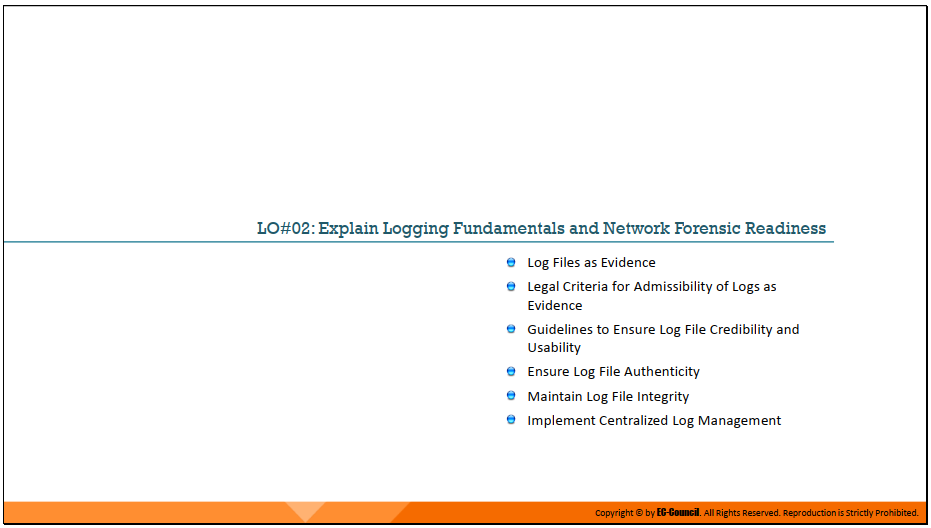 LO#02: Explain Logging Fundamentals and Network Forensic Readiness
Log Files as Evidence
Legal Criteria for Admissibility of Logs as
Evidence
Guidelines to Ensure Log File Credibility and
Usability
Ensure Log File Authenticity
Maintain Log File Integrity
Implement Centralized Log Management
Copyright © by EC-Council. All Rights Reserved. Reproduction is Strictly Prohibited.